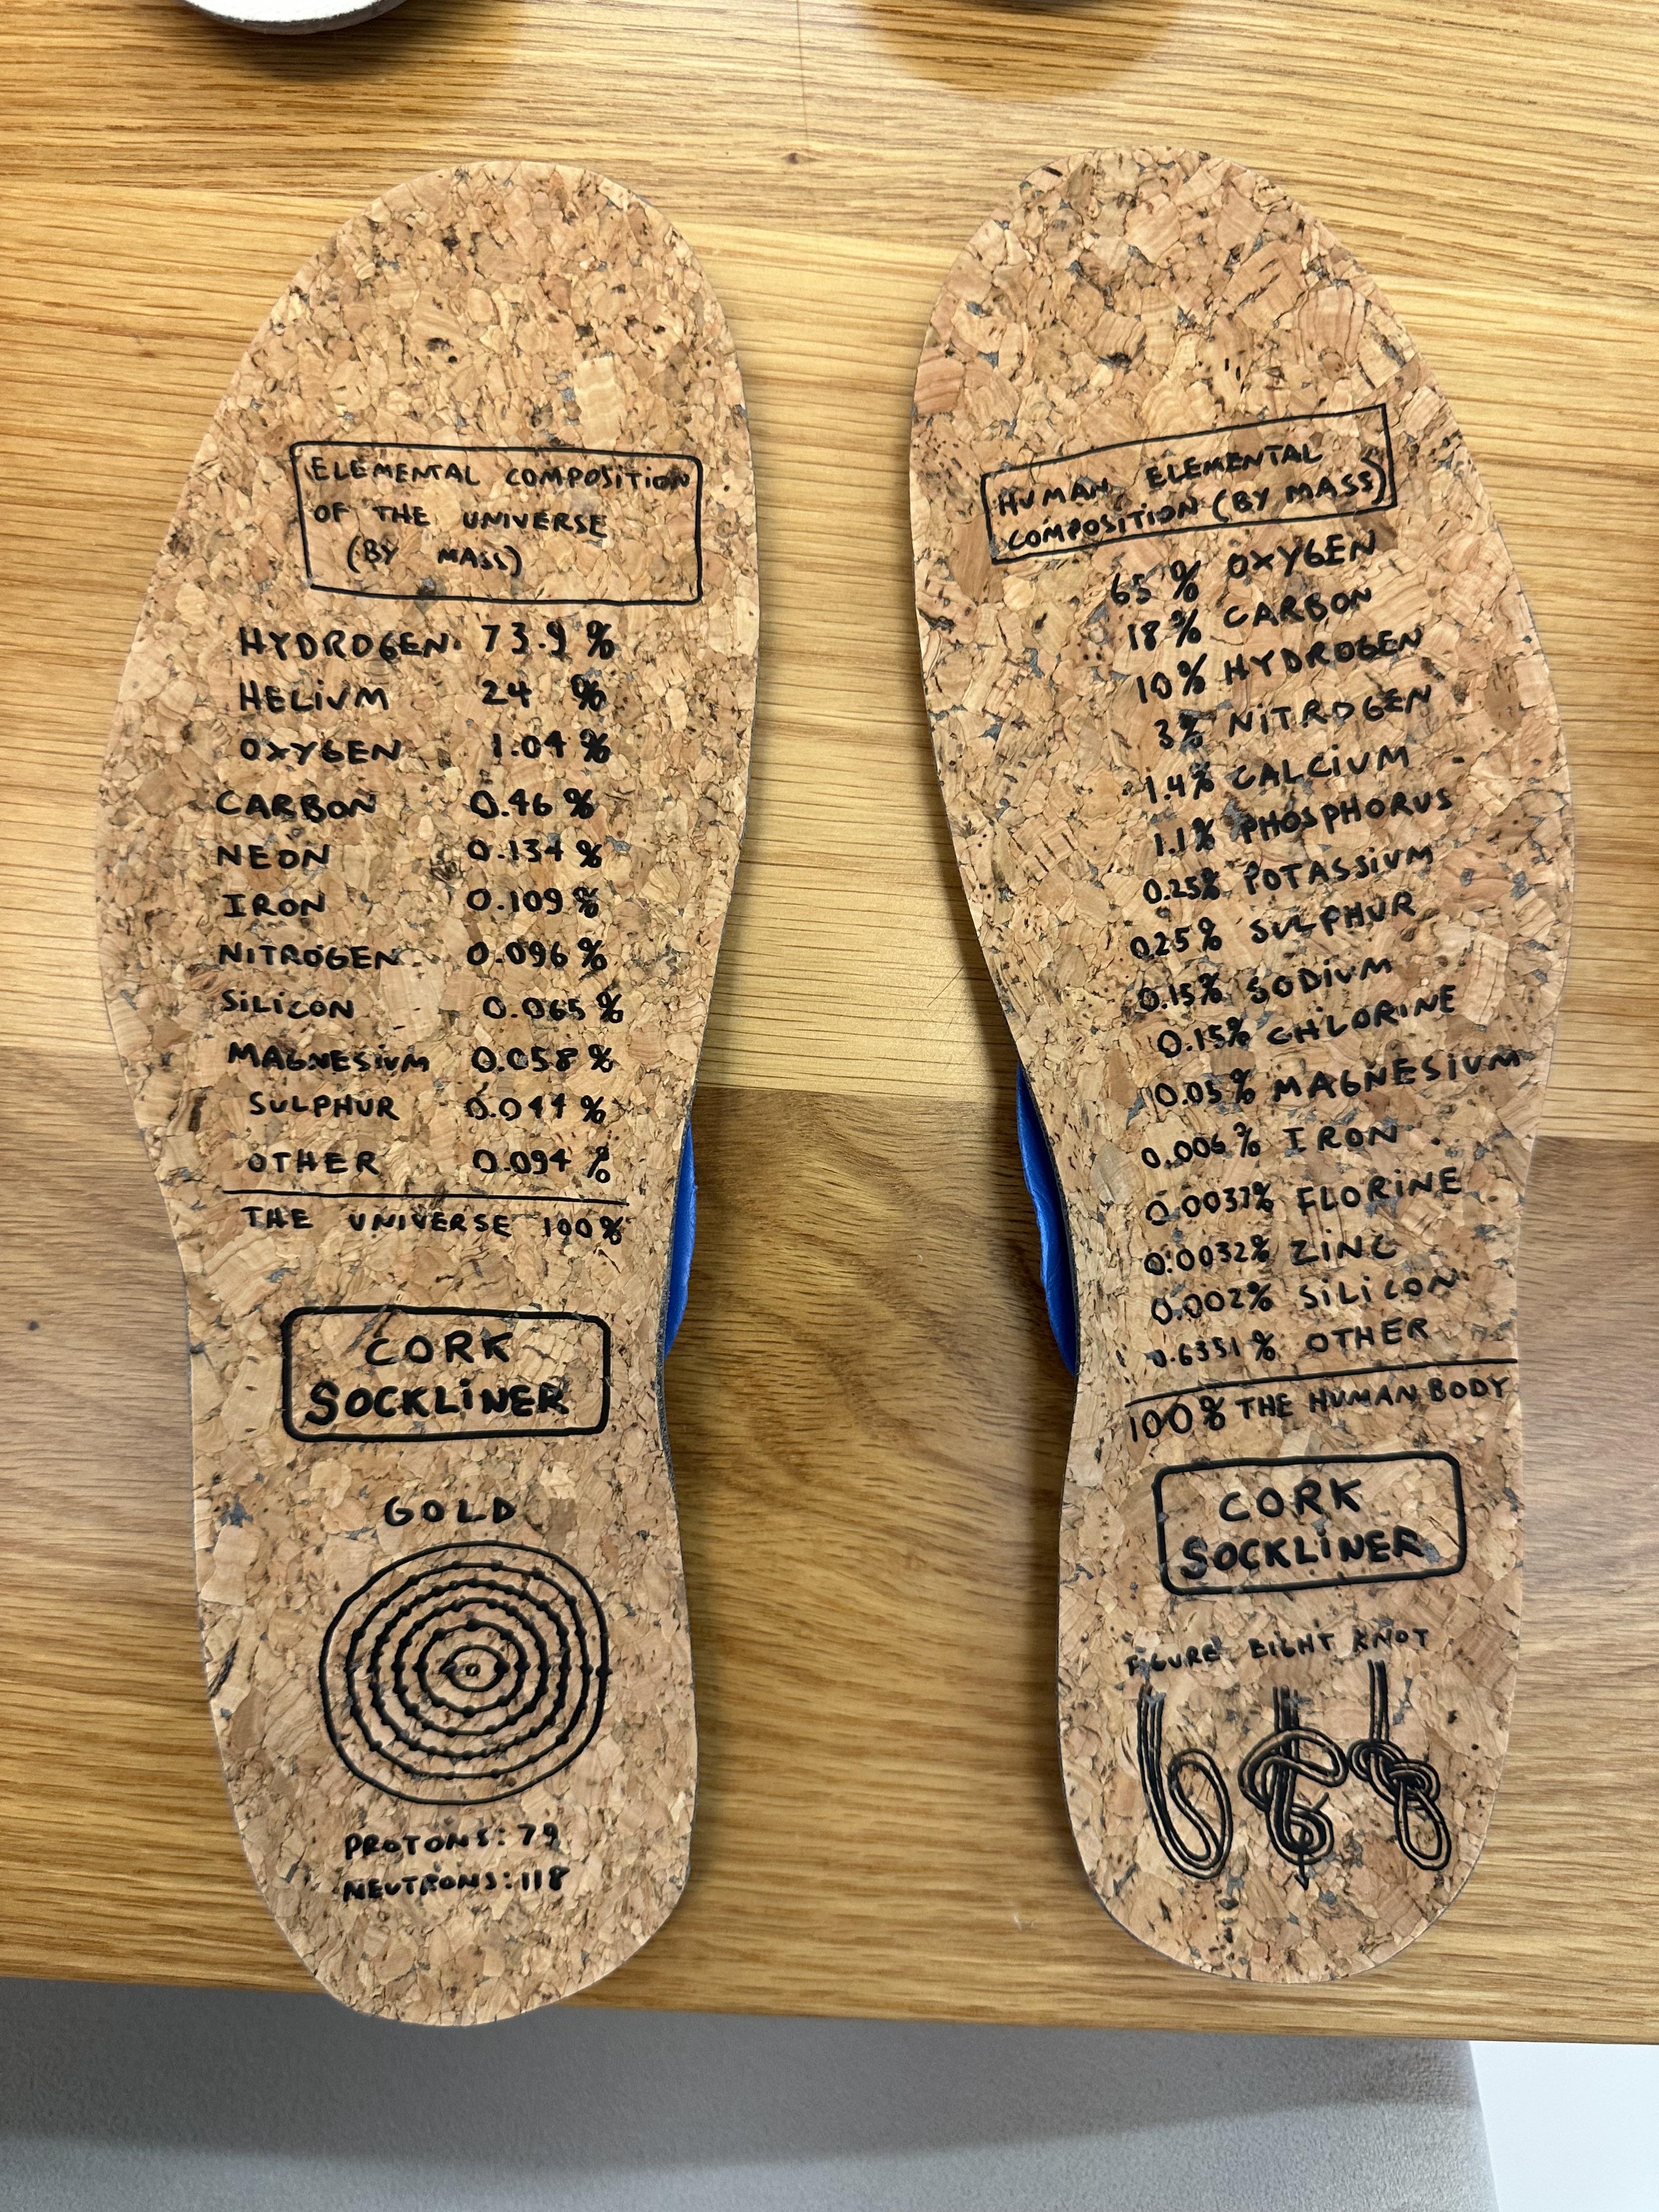 ELEMENTAL COMPOSITION
OF THE UNIVERSE
(BY MASS)
HYDROGEN 73.9 %
HELIUM 24 %
OXYGEN 1.04 %
CARBON 0.46 %
NEON 0.134 %
IRON 0.109 %
NITROGEN 0.096 %
SILICON 0.065 %
MAGNESIUM 0.058 %
SULPHUR 0.044 %
OTHER 0.094 %
THE UNIVERSE 100%
CORK
SOCKLINER
GOLD
PROTONS: 79
NEUTRONS: 118
HUMAN ELEMENTAL
COMPOSITION (BY MASS)
65 % OXYGEN
18 % CARBON
10% HYDROGEN
3% NITROGEN
1.4% CALCIUM
1.1% PHOSPHORUS
0.25% POTASSIUM
0.25% SULPHUR
0.15% SODIUM
0.15% CHLORINE
0.05% MAGNESIUM
0.006% IRON
0.0037% FLORINE
0.0032% ZINC
0.002% SILICON
0.6351% OTHER
100% THE HUMAN BODY
CORK
SOCKLINER
FIGURE EIGHT KNOT